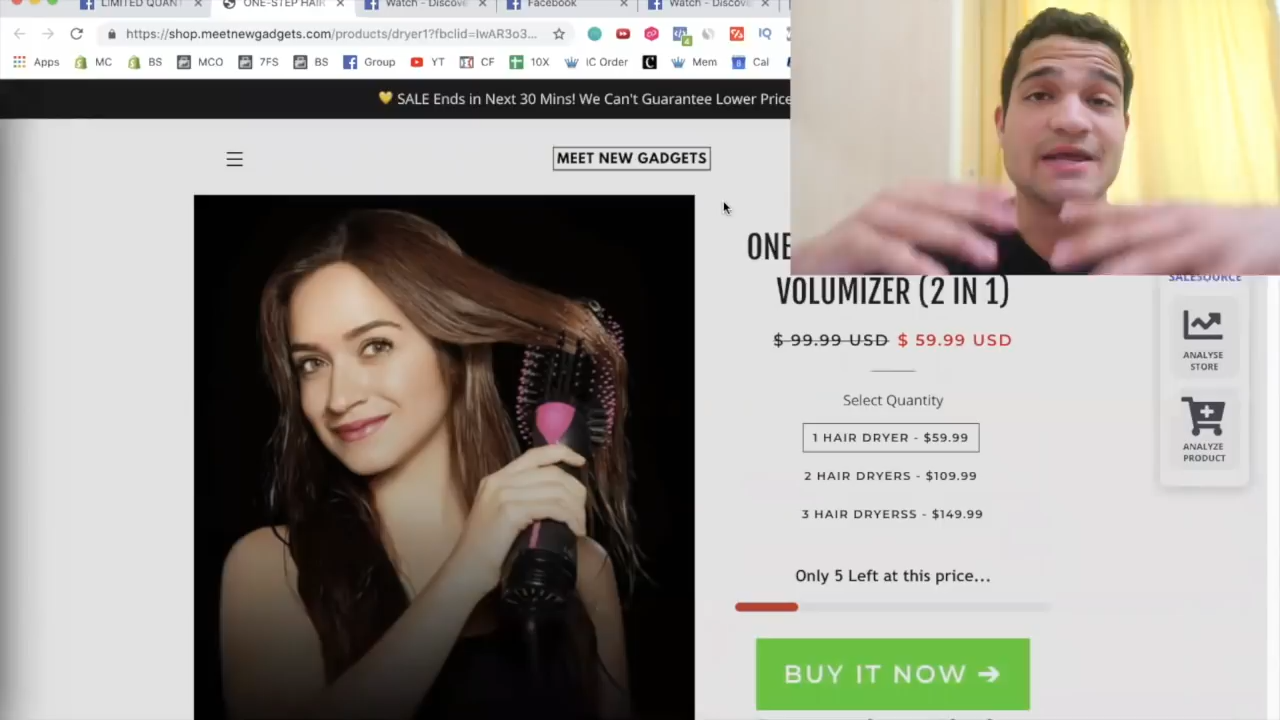 LIMITED QUANT
ONE-STEP HAIR
Watch - Discove
Facebook
Watch - Discove
https://shop.meetnewgadgets.com/products/dryer1?fbclid=IwAR3o3...
4
IQ
Apps
MC
BS
MCO
7FS
BS
Group
YT
CF
10X
iC Order
C
Mem
8
Cal
💛 SALE Ends in Next 30 Mins! We Can't Guarantee Lower Price
MEET NEW GADGETS
ONE
VOLUMIZER (2 IN 1)
$ 99.99 USD $ 59.99 USD
Select Quantity
1 HAIR DRYER - $59.99
2 HAIR DRYERS - $109.99
3 HAIR DRYERSS - $149.99
Only 5 Left at this price...
BUY IT NOW ➔
SALESOURCE
ANALYSE
STORE
ANALYZE
PRODUCT